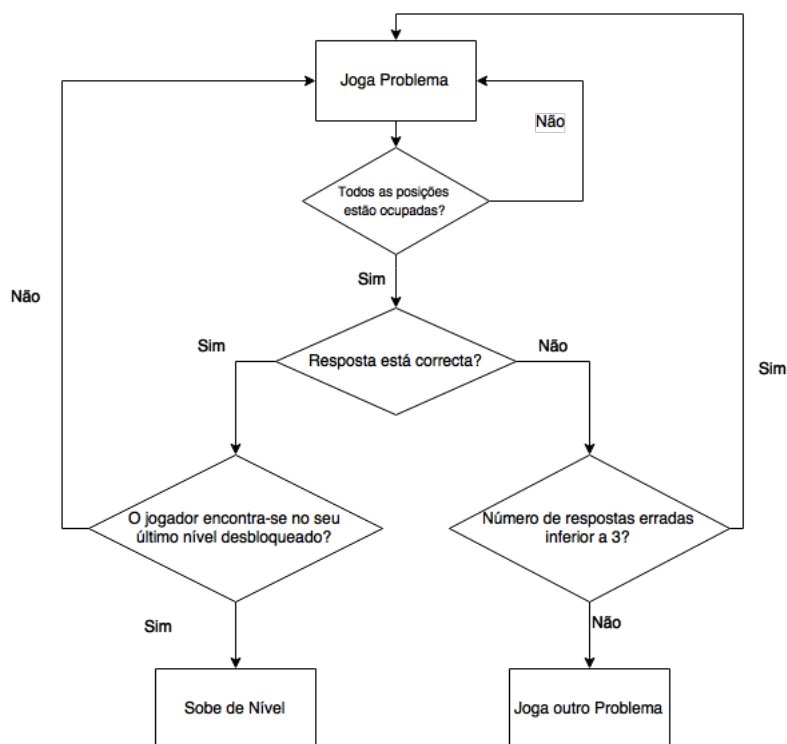 Joga Problema
Não
Todos as posições
estão ocupadas?
Não
Sim
Sim
Resposta está correcta?
Não
Sim
O jogador encontra-se no seu
último nível desbloqueado?
Número de respostas erradas
inferior a 3?
Sim
Não
Sobe de Nível
Joga outro Problema